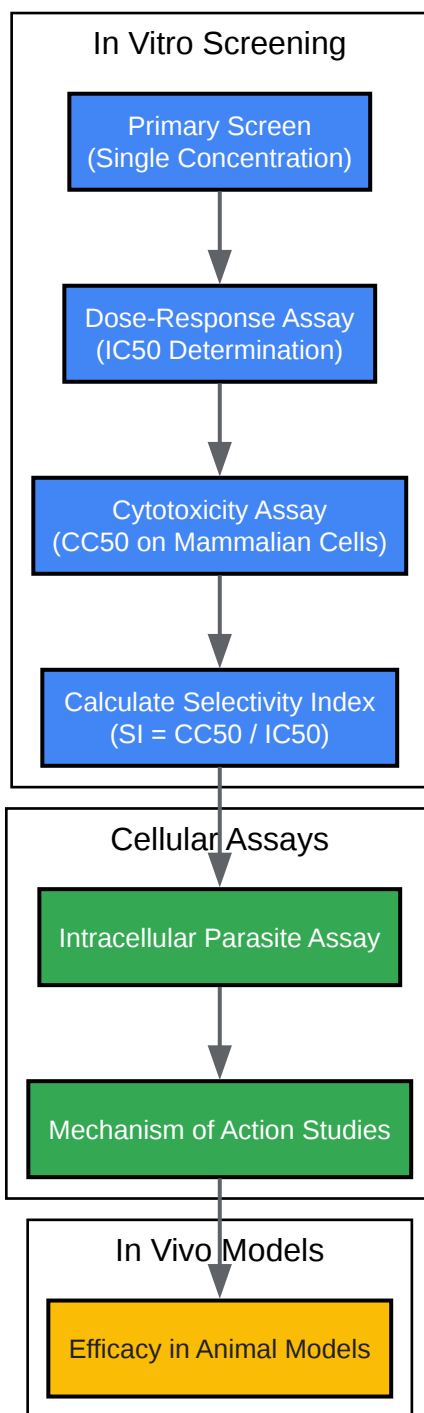 In Vitro Screening
Primary Screen
(Single Concentration)
Dose-Response Assay
(IC50 Determination)
Cytotoxicity Assay
(CC50 on Mammalian Cells)
Calculate Selectivity Index
(SI = CC50 / IC50)
Cellular Assays
Intracellular Parasite Assay
Mechanism of Action Studies
In Vivo Models
Efficacy in Animal Models